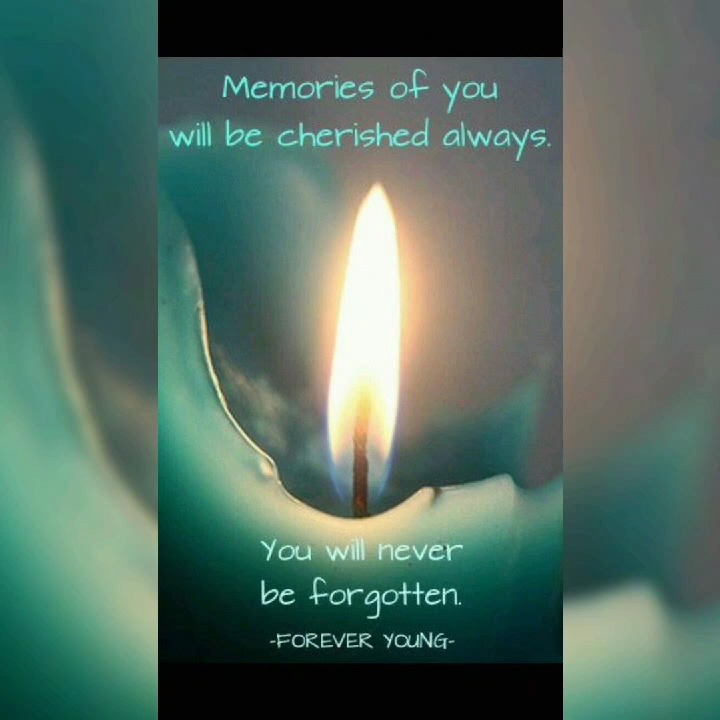 Memories of you
will be cherished always.
You will never
be forgotten.
-FOREVER YOUNG-